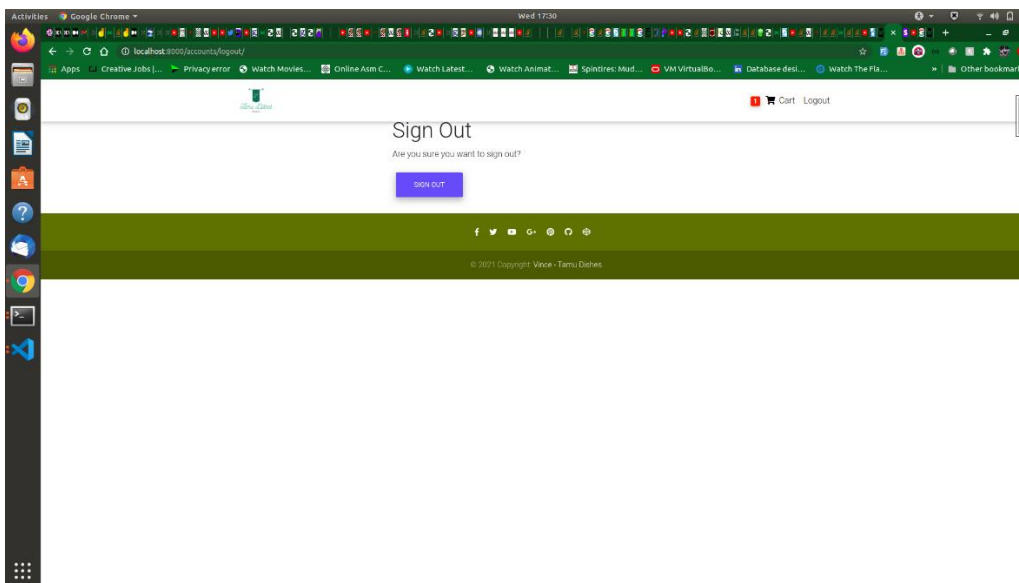 Activities Google Chrome Wed 17:30
localhost:8000/accounts/logout/
Apps Creative Jobs |... Privacy error Watch Movies... Online Asm C... Watch Latest... Watch Animat... Spintires: Mud... VM VirtualBo... Database desi... Watch The Fla... » Other bookmar
1 Cart Logout
Sign Out
Are you sure you want to sign out?
SIGN OUT
© 2021 Copyright: Vince - Tamu Dishes